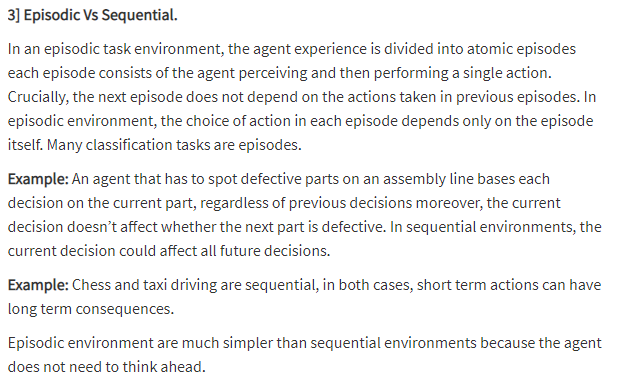 3] Episodic Vs Sequential.
In an episodic task environment, the agent experience is divided into atomic episodes
each episode consists of the agent perceiving and then performing a single action.
Crucially, the next episode does not depend on the actions taken in previous episodes. In
episodic environment, the choice of action in each episode depends only on the episode
itself. Many classification tasks are episodes.
Example: An agent that has to spot defective parts on an assembly line bases each
decision on the current part, regardless of previous decisions moreover, the current
decision doesn’t affect whether the next part is defective. In sequential environments, the
current decision could affect all future decisions.
Example: Chess and taxi driving are sequential, in both cases, short term actions can have
long term consequences.
Episodic environment are much simpler than sequential environments because the agent
does not need to think ahead.